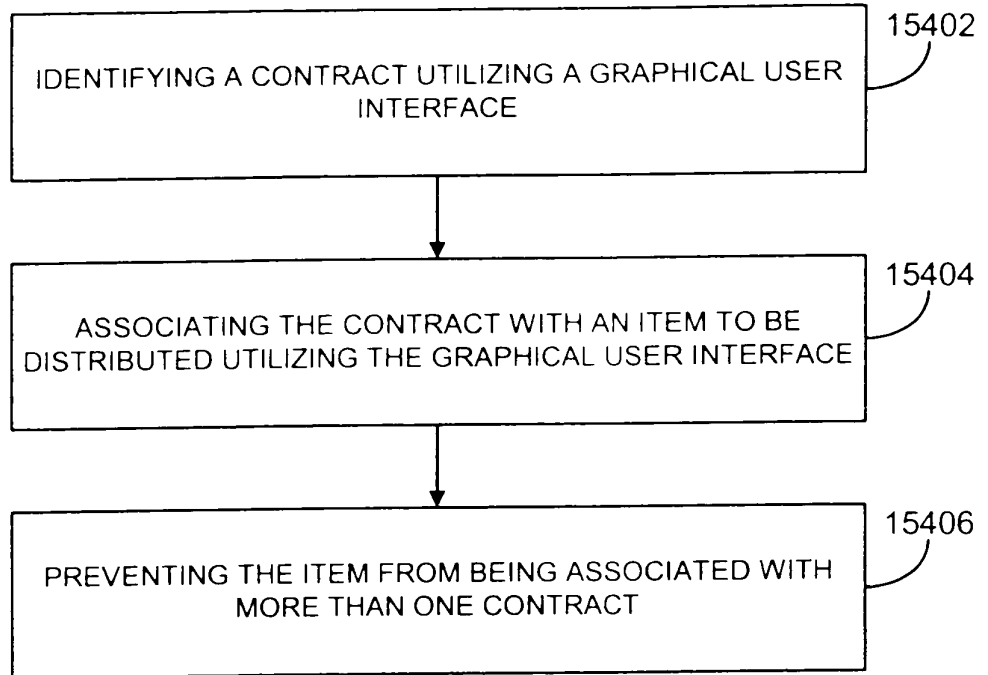 15402
IDENTIFYING A CONTRACT UTILIZING A GRAPHICAL USER
INTERFACE
15404
ASSOCIATING THE CONTRACT WITH AN ITEM TO BE
DISTRIBUTED UTILIZING THE GRAPHICAL USER INTERFACE
15406
PREVENTING THE ITEM FROM BEING ASSOCIATED WITH
MORE THAN ONE CONTRACT